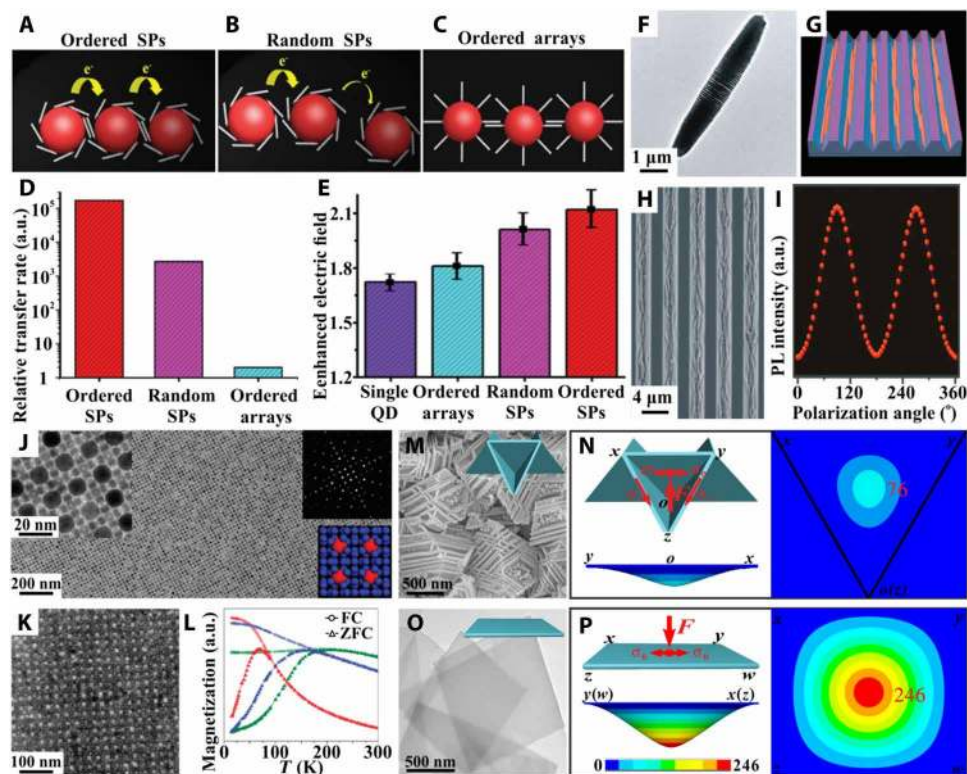 A
Ordered SPs
e-
e-
B
Random SPs
e-
e-
C
Ordered arrays
D
Relative transfer rate (a.u.)
10⁵
10⁴
10³
10²
10
1
Ordered SPs
Random SPs
Ordered arrays
E
Eenhanced electric field
2.1
1.8
1.5
1.2
Single QD
Ordered arrays
Random SPs
Ordered SPs
F
1 μm
G
H
4 μm
I
PL intensity (a.u.)
0 120 240 360
Polarization angle (°)
J
20 nm
200 nm
K
100 nm
L
Magnetization (a.u.)
FC
ZFC
0 100 200 300
T (K)
M
500 nm
N
x y
o
z
y o x
x y
76
o(z)
O
500 nm
P
F
x y
σₙ σₙ
z w
y(w) x(z)
0 246
x y
246